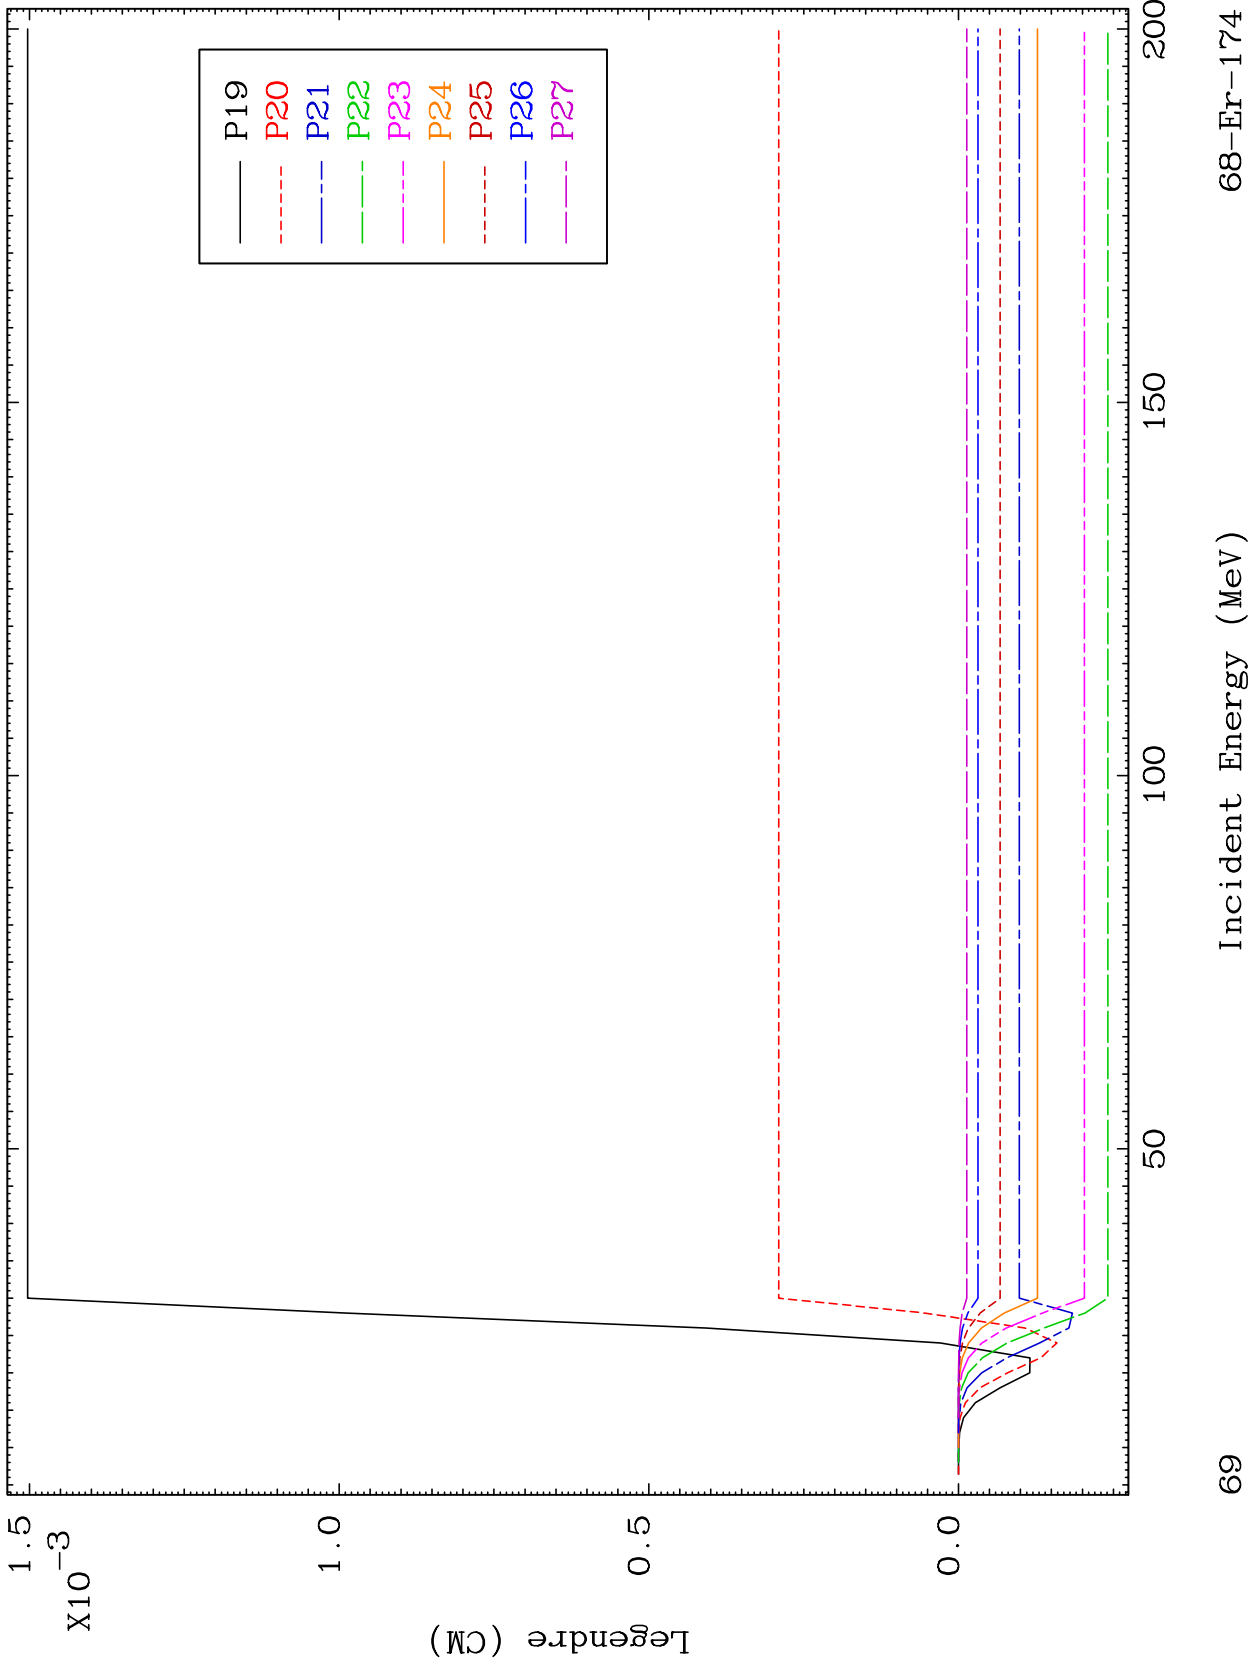 P19
P20
P21
P22
P23
P24
P25
P26
P27
1.5
X10⁻³
1.0
0.5
0.0
Legendre (CM)
50
100
150
200
Incident Energy (MeV)
69
68-Er-174